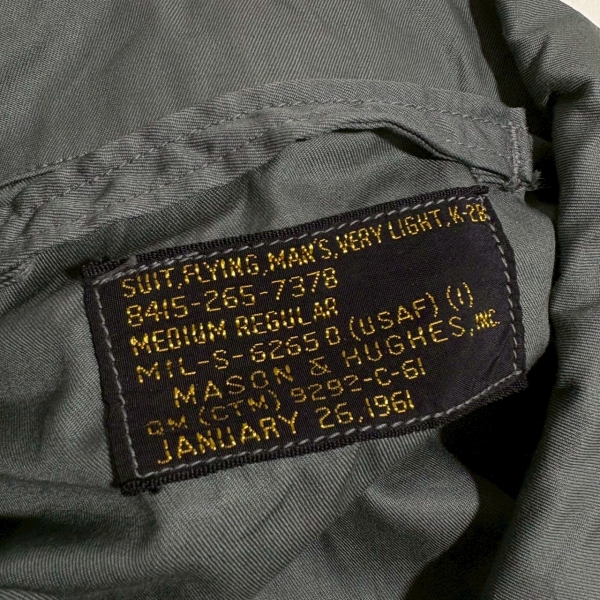 SUIT, FLYING, MAN'S, VERY LIGHT, K-2B
8415-265-7378
MEDIUM REGULAR
MIL-S-6265D (USAF) (1)
MASON & HUGHES, INC.
QM (CTM) 9292-C-61
JANUARY 26, 1961